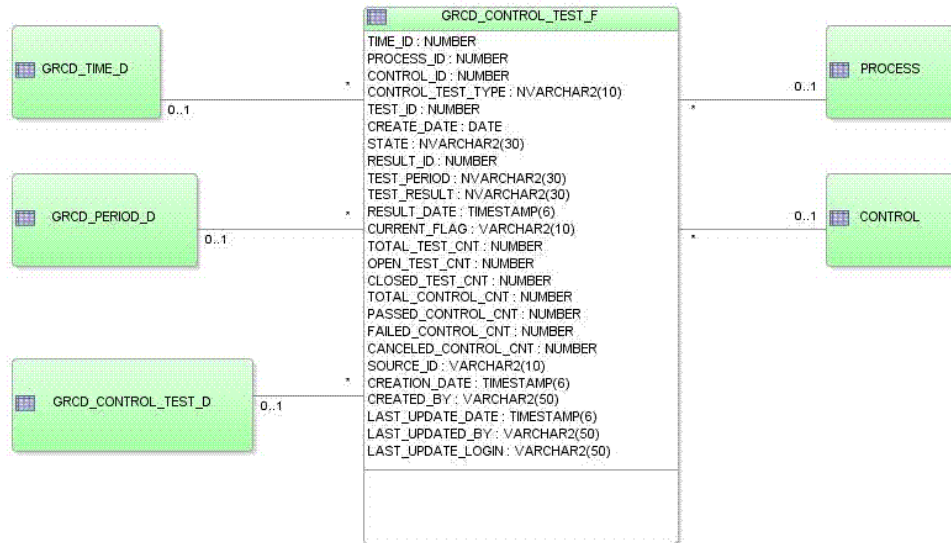 GRCD_CONTROL_TEST_F
TIME_ID : NUMBER
PROCESS_ID : NUMBER
CONTROL_ID : NUMBER
CONTROL_TEST_TYPE : NVARCHAR2(10)
TEST_ID : NUMBER
CREATE_DATE : DATE
STATE : NVARCHAR2(30)
RESULT_ID : NUMBER
TEST_PERIOD : NVARCHAR2(30)
TEST_RESULT : NVARCHAR2(30)
RESULT_DATE : TIMESTAMP(6)
CURRENT_FLAG : VARCHAR2(10)
TOTAL_TEST_CNT : NUMBER
OPEN_TEST_CNT : NUMBER
CLOSED_TEST_CNT : NUMBER
TOTAL_CONTROL_CNT : NUMBER
PASSED_CONTROL_CNT : NUMBER
FAILED_CONTROL_CNT : NUMBER
CANCELED_CONTROL_CNT : NUMBER
SOURCE_ID : VARCHAR2(10)
CREATION_DATE : TIMESTAMP(6)
CREATED_BY : VARCHAR2(50)
LAST_UPDATE_DATE : TIMESTAMP(6)
LAST_UPDATED_BY : VARCHAR2(50)
LAST_UPDATE_LOGIN : VARCHAR2(50)
GRCD_TIME_D
0..1
*
GRCD_PERIOD_D
0..1
*
GRCD_CONTROL_TEST_D
0..1
*
PROCESS
0..1
*
CONTROL
0..1
*